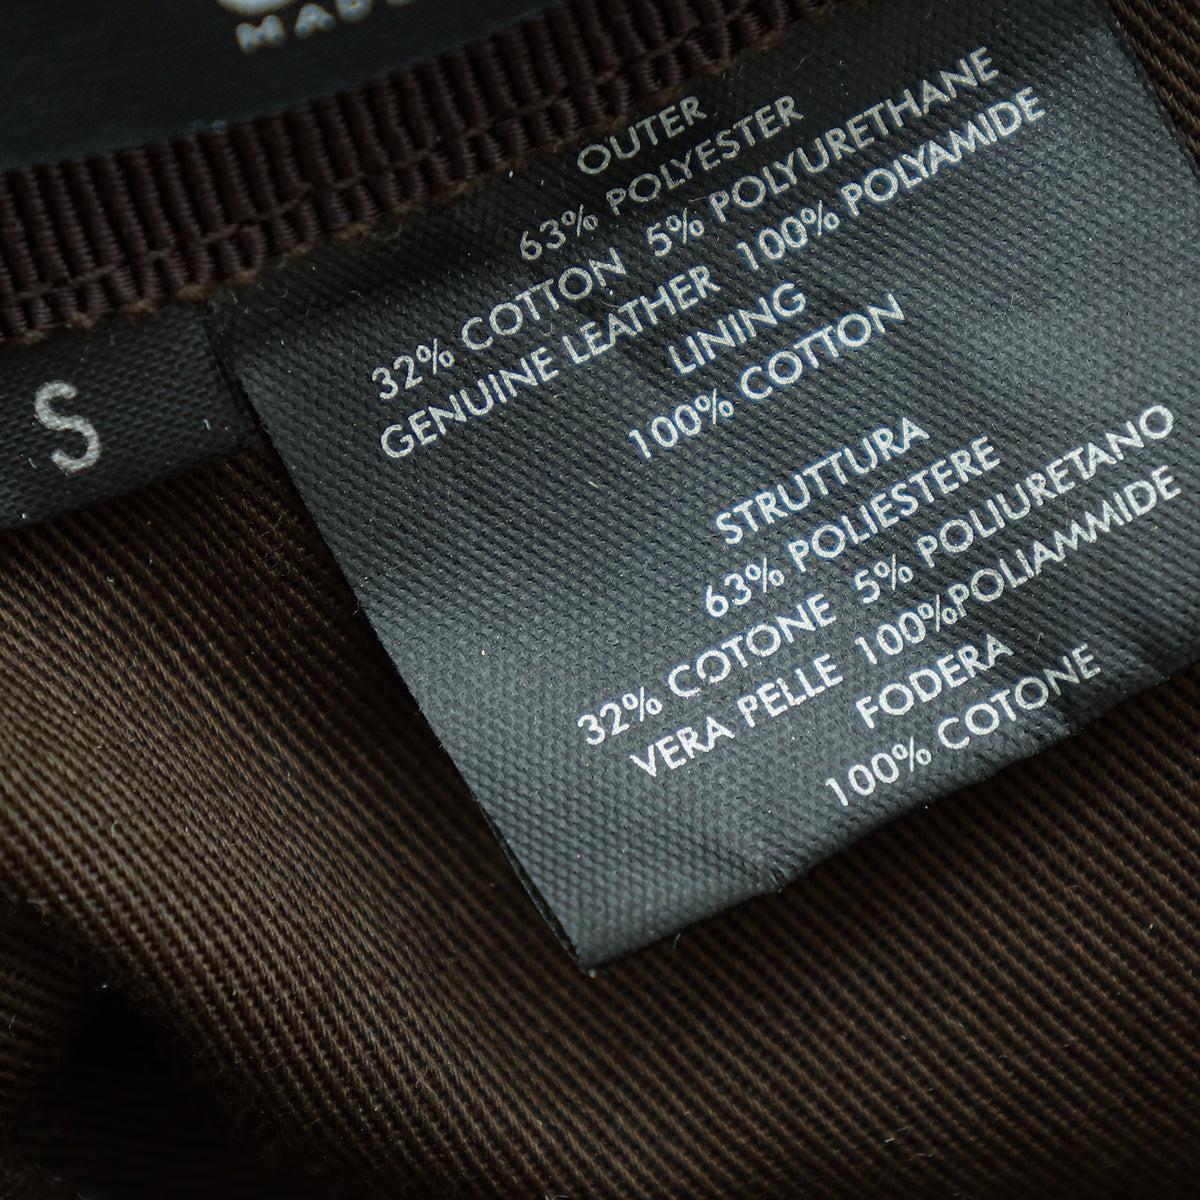 MADE
S
OUTER
63% POLYESTER
32% COTTON 5% POLYURETHANE
GENUINE LEATHER 100% POLYAMIDE
LINING
100% COTTON
STRUTTURA
63% POLIESTERE
32% COTONE 5% POLIURETANO
VERA PELLE 100%POLIAMMIDE
FODERA
100% COTONE